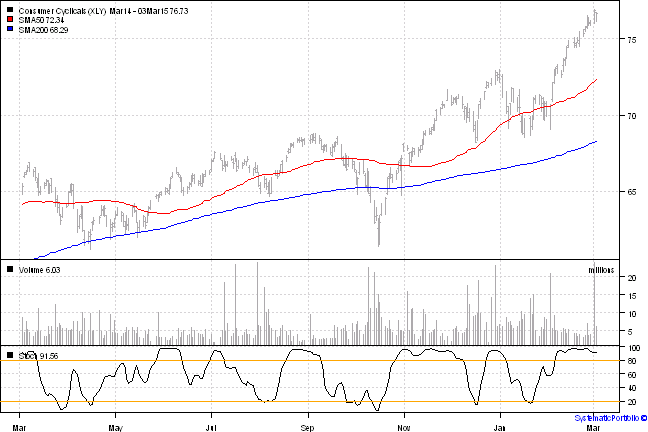 Consumer Cyclicals (XLY) Mar14 - 03Mar15 76.73
SMA50 72.34
SMA200 68.29
75
70
65
Volume 6.03
millions
20
15
10
5
Stoch 91.56
100
80
60
40
20
Mar May Jul Sep Nov Jan Mar
SystematicPortfolio ©